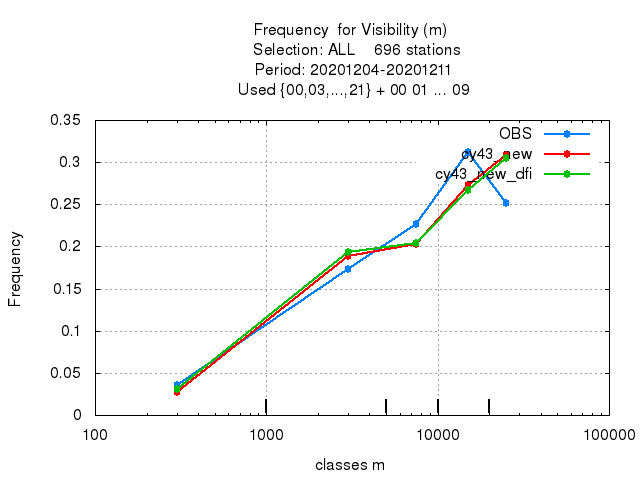 Frequency  for Visibility (m)
Selection: ALL    696 stations
Period: 20201204-20201211
Used {00,03,...,21} + 00 01 ... 09
0.35
0.3
0.25
0.2
0.15
0.1
0.05
0
Frequency
OBS
cy43_new
cy43_new_dfi
100
1000
10000
100000
classes m